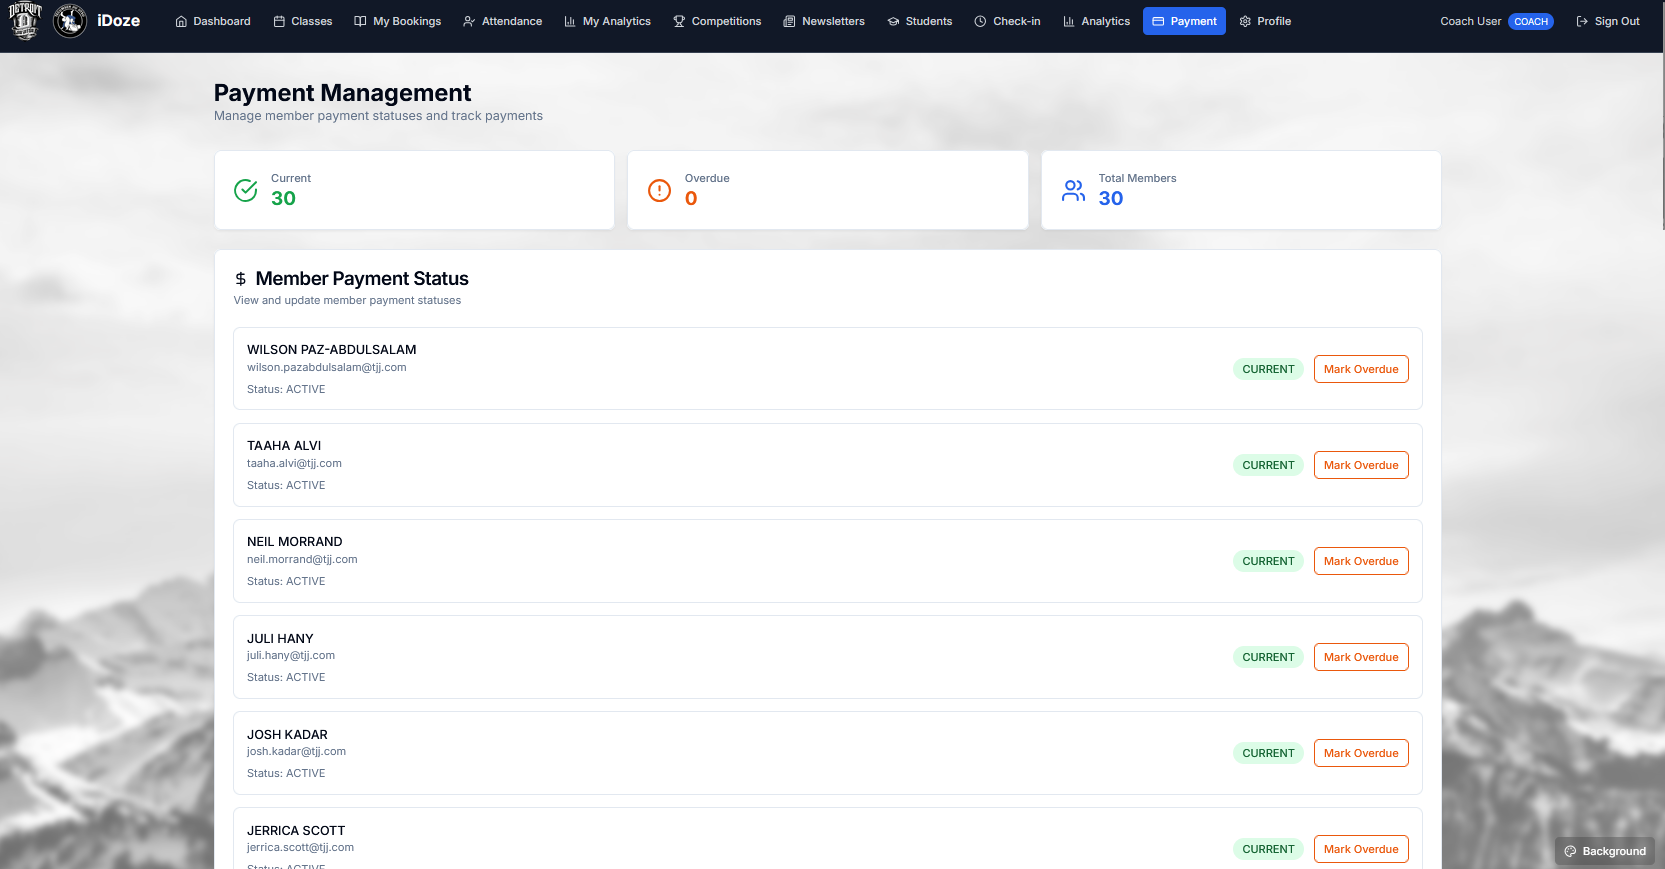 DETROIT
iDoze
Dashboard
Classes
My Bookings
Attendance
My Analytics
Competitions
Newsletters
Students
Check-in
Analytics
Payment
Profile
Coach User
COACH
Sign Out
Payment Management
Manage member payment statuses and track payments
Current
30
Overdue
0
Total Members
30
$ Member Payment Status
View and update member payment statuses
WILSON PAZ-ABDULSALAM
wilson.pazabdulsalam@tjj.com
Status: ACTIVE
CURRENT
Mark Overdue
TAAHA ALVI
taaha.alvi@tjj.com
Status: ACTIVE
CURRENT
Mark Overdue
NEIL MORRAND
neil.morrand@tjj.com
Status: ACTIVE
CURRENT
Mark Overdue
JULI HANY
juli.hany@tjj.com
Status: ACTIVE
CURRENT
Mark Overdue
JOSH KADAR
josh.kadar@tjj.com
Status: ACTIVE
CURRENT
Mark Overdue
JERRICA SCOTT
jerrica.scott@tjj.com
Status: ACTIVE
CURRENT
Mark Overdue
Background